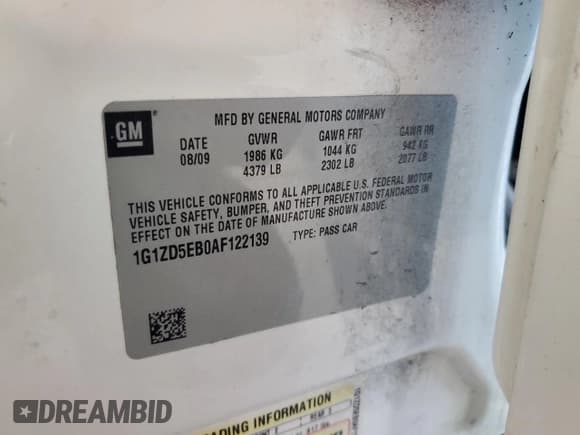 GM
MFD BY GENERAL MOTORS COMPANY
DATE GVWR GAWR FRT GAWR RR
08/09 1986 KG 1044 KG 942 KG
4379 LB 2302 LB 2077 LB
THIS VEHICLE CONFORMS TO ALL APPLICABLE U.S. FEDERAL MOTOR
VEHICLE SAFETY, BUMPER, AND THEFT PREVENTION STANDARDS IN
EFFECT ON THE DATE OF MANUFACTURE SHOWN ABOVE.
1G1ZD5EB0AF122139 TYPE: PASS CAR
LOADING INFORMATION
DREAMBID